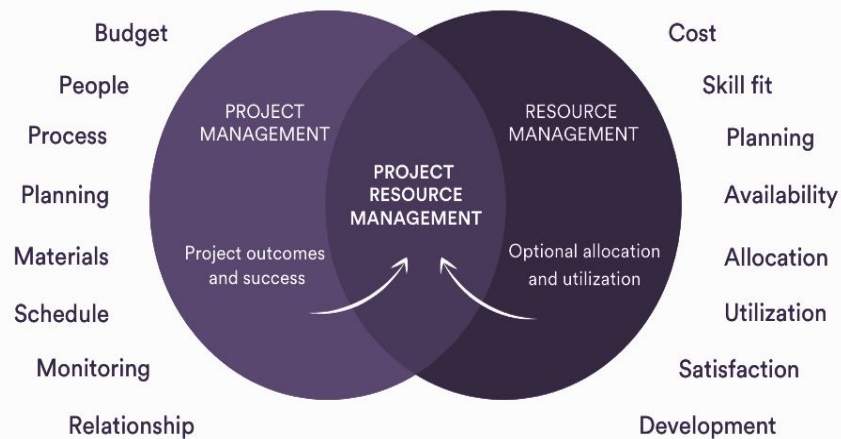 Budget
People
Process
Planning
Materials
Schedule
Monitoring
Relationship
PROJECT
MANAGEMENT
Project outcomes
and success
PROJECT
RESOURCE
MANAGEMENT
RESOURCE
MANAGEMENT
Optional allocation
and utilization
Cost
Skill fit
Planning
Availability
Allocation
Utilization
Satisfaction
Development